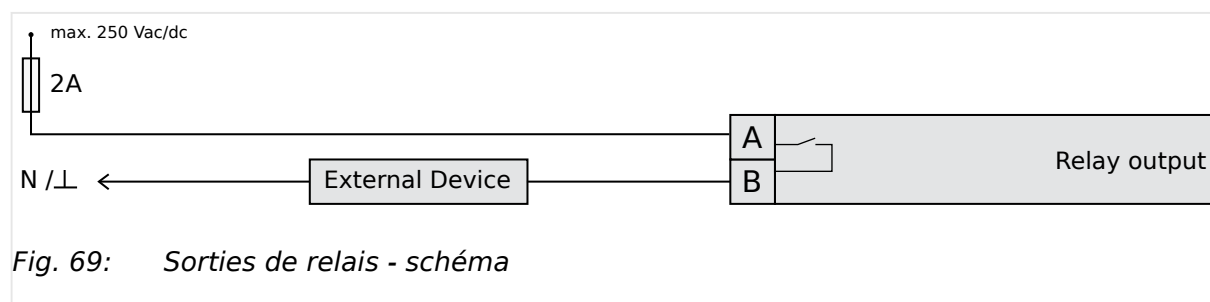 max. 250 Vac/dc
2A
A
Relay output
N /⊥
External Device
B
Fig. 69: Sorties de relais - schéma